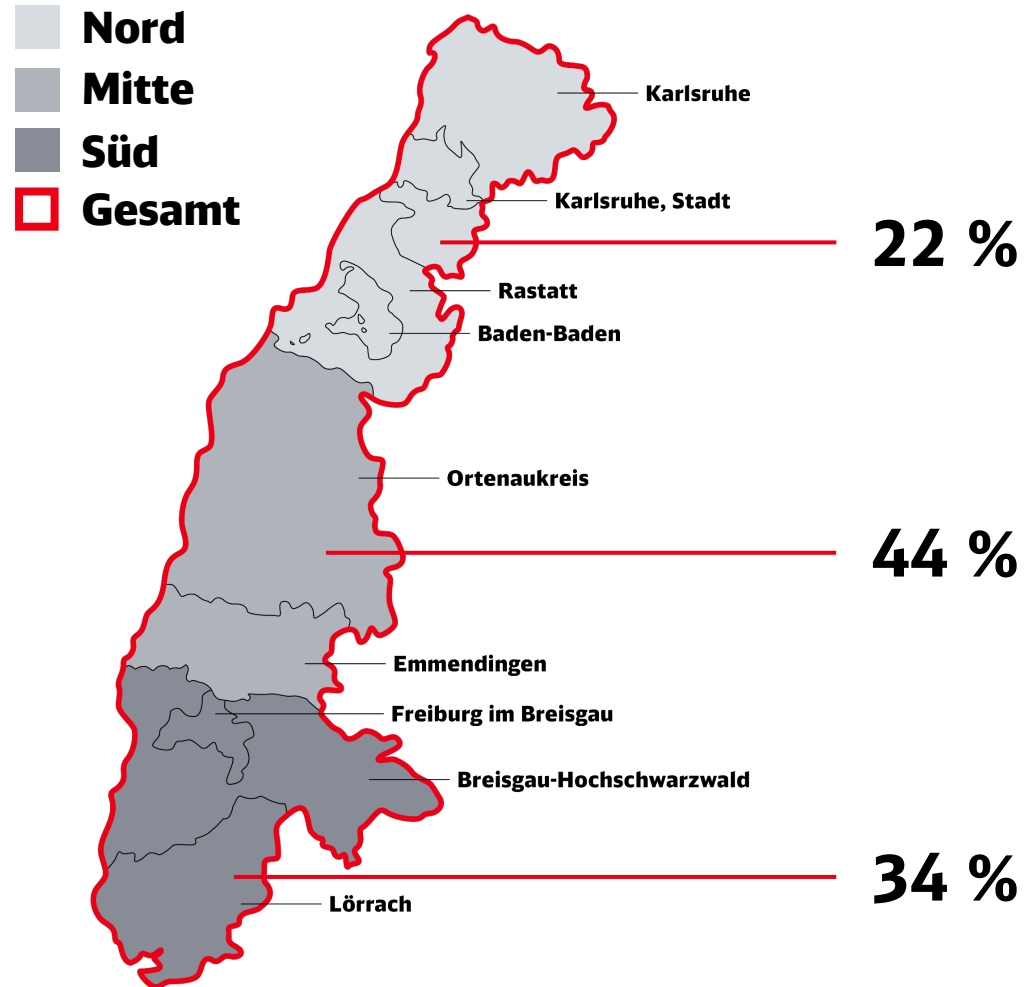 Nord
Mitte
Süd
Gesamt
Karlsruhe
Karlsruhe, Stadt
22 %
Rastatt
Baden-Baden
Ortenaukreis
44 %
Emmendingen
Freiburg im Breisgau
Breisgau-Hochschwarzwald
34 %
Lörrach